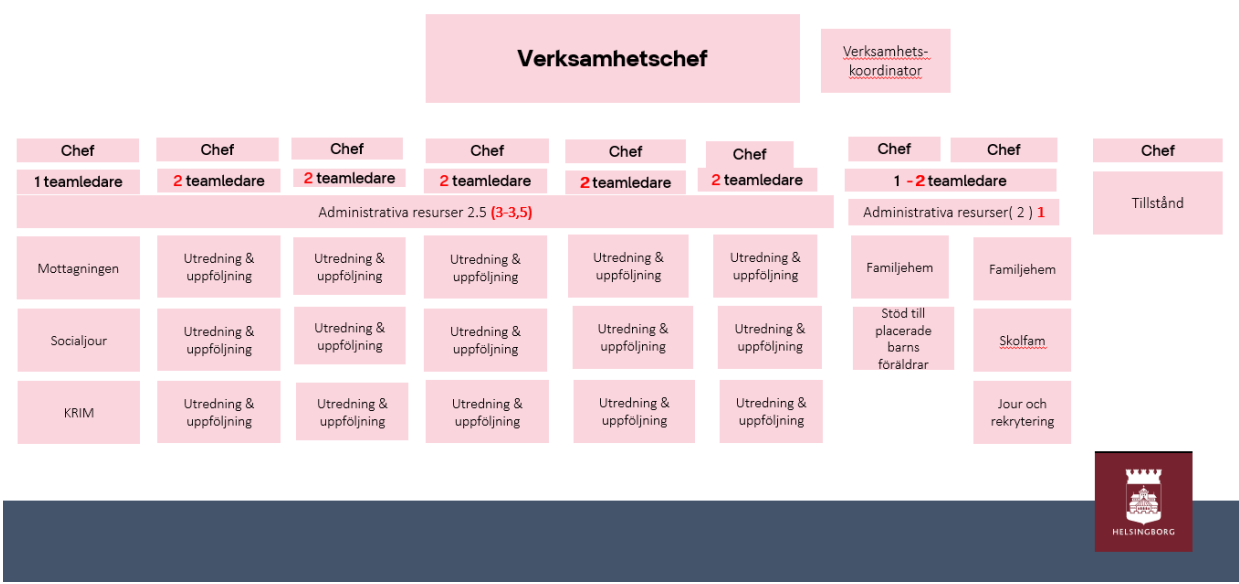 Verksamhetschef
Verksamhets-
koordinator
Chef
Chef
Chef
Chef
Chef
Chef
Chef
Chef
Chef
1 teamledare
2 teamledare
2 teamledare
2 teamledare
2 teamledare
2 teamledare
1 - 2 teamledare
Tillstånd
Administrativa resurser 2.5 (3-3,5)
Administrativa resurser( 2 ) 1
Mottagningen
Utredning &
uppföljning
Utredning &
uppföljning
Utredning &
uppföljning
Utredning &
uppföljning
Utredning &
uppföljning
Familjehem
Familjehem
Socialjour
Utredning &
uppföljning
Utredning &
uppföljning
Utredning &
uppföljning
Utredning &
uppföljning
Utredning &
uppföljning
Stöd till
placerade
barns
föräldrar
Skolfam
KRIM
Utredning &
uppföljning
Utredning &
uppföljning
Utredning &
uppföljning
Utredning &
uppföljning
Utredning &
uppföljning
Jour och
rekrytering
HELSINGBORG